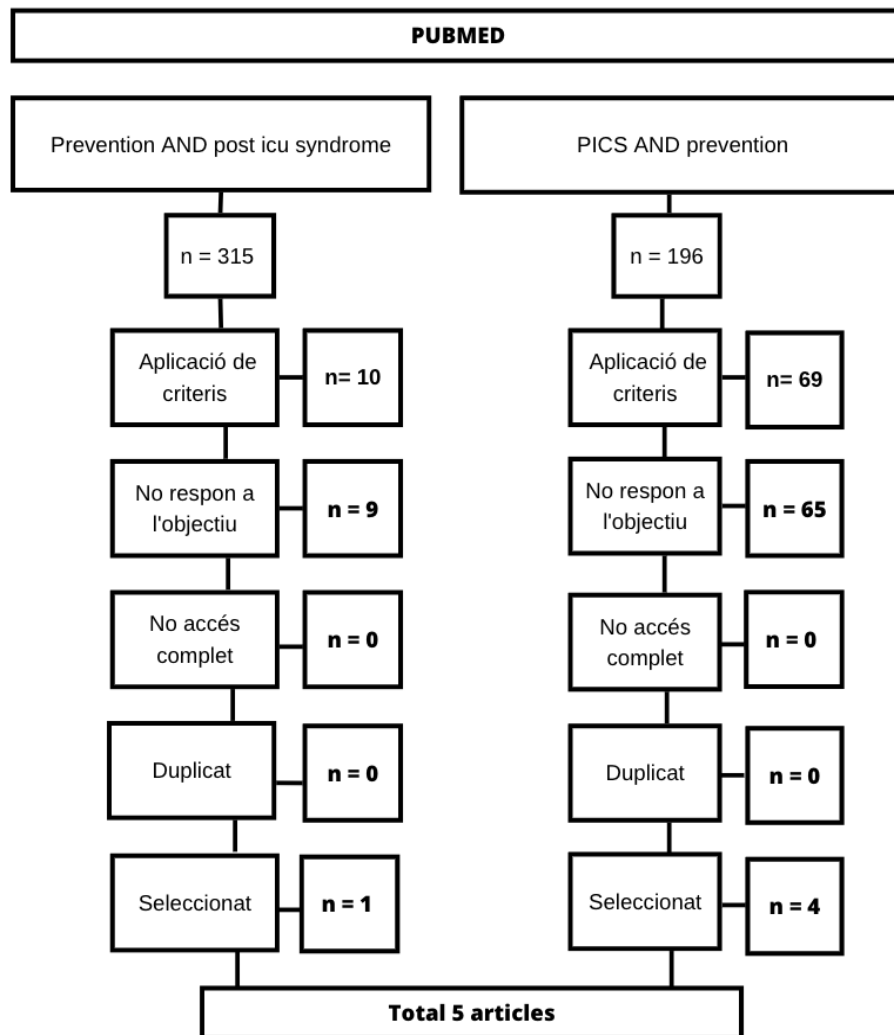 PUBMED
Prevention AND post icu syndrome
n = 315
Aplicació de
criteris
n= 10
No respon a
l'objectiu
n = 9
No accés
complet
n = 0
Duplicat
n = 0
Seleccionat
n = 1
PICS AND prevention
n = 196
Aplicació de
criteris
n= 69
No respon a
l'objectiu
n = 65
No accés
complet
n = 0
Duplicat
n = 0
Seleccionat
n = 4
Total 5 articles